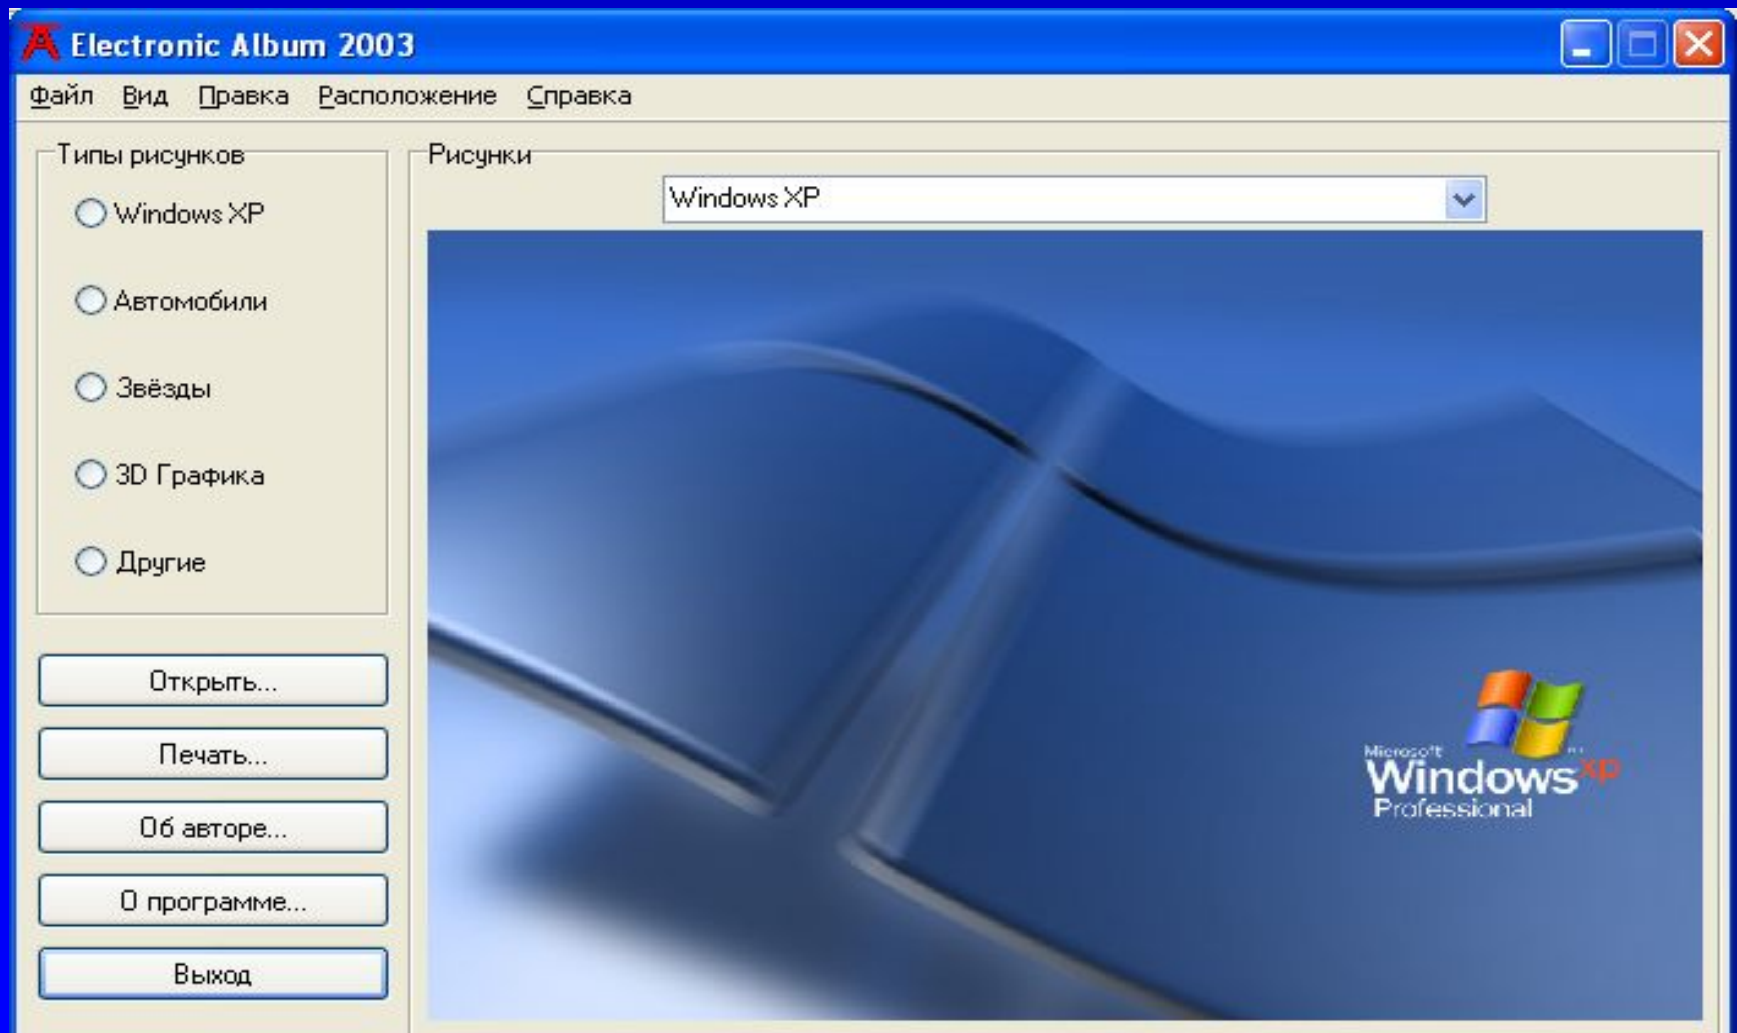 Electronic Album 2003
Файл Вид Правка Расположение Справка
Типы рисунков
Windows XP
Автомобили
Звёзды
3D Графика
Другие
Открыть...
Печать...
Об авторе...
О программе...
Выход
Рисунки
Windows XP
Microsoft
Windows xp
Professional